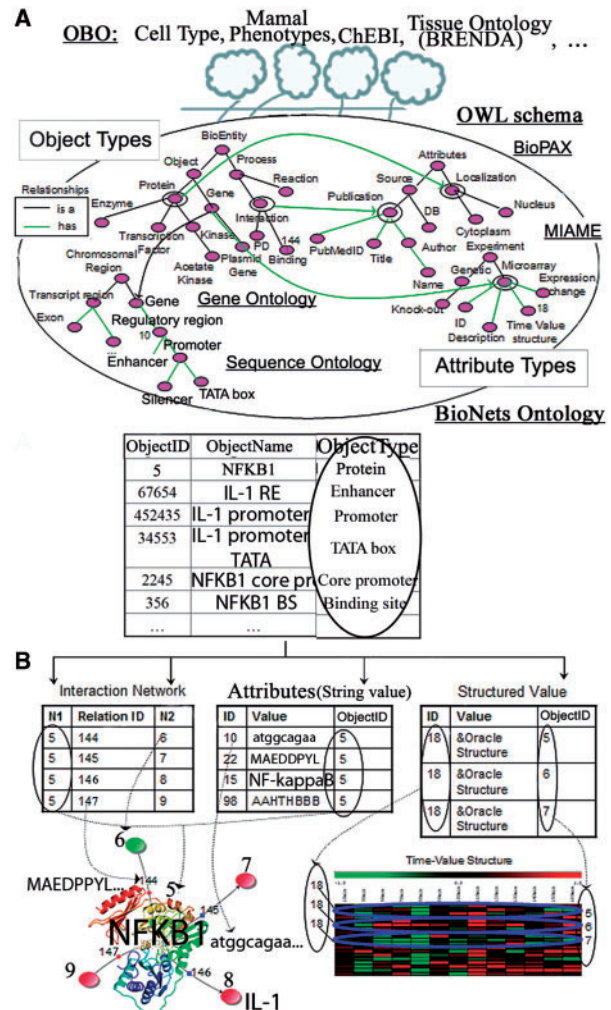 A
OBO: Cell Type, Mamal Phenotypes, ChEBI, Tissue Ontology (BRENDA) , ...
OWL schema
Object Types
BioPAX
BioEntity
Attributes
Object
Process
Source
Localization
Relationships
is a
has
Protein
Gene
Reaction
Publication
Enzyme
Interaction
DB
Nucleus
Cytoplasm
Transcription Factor
Kinase
PD
144
Binding
PubMedID
Title
Author
MIAME
Experiment
Chromosomal Region
Acetate Kinase
Plasmid Gene
Name
Genetic
Microarray
Expression change
Transcript region
Gene
Gene Ontology
Knock-out
18
Exon
Regulatory region
ID
Description
Time Value structure
...
10
Enhancer
Promoter
Sequence Ontology
Attribute Types
Silencer
TATA box
BioNets Ontology
ObjectID ObjectName ObjectType
5 NFKB1 Protein
67654 IL-1 RE Enhancer
452435 IL-1 promoter Promoter
34553 IL-1 promoter TATA TATA box
2245 NFKB1 core pr Core promoter
356 NFKB1 BS Binding site
... ...
B
Interaction Network
N1 Relation ID N2
5 144 6
5 145 7
5 146 8
5 147 9
Attributes(String value)
ID Value ObjectID
10 atggcagaa 5
22 MAEDDPYL 5
15 NF-kappaB 5
98 AAHTHBBB 5
Structured Value
ID Value ObjectID
18 &Oracle Structure 5
18 &Oracle Structure 6
18 &Oracle Structure 7
6
7
144
5
MAEDPPYL...
145
NFKB1
atggcagaa...
147
146
9
8
IL-1
Time-Value Structure
18
18
18
5
6
7